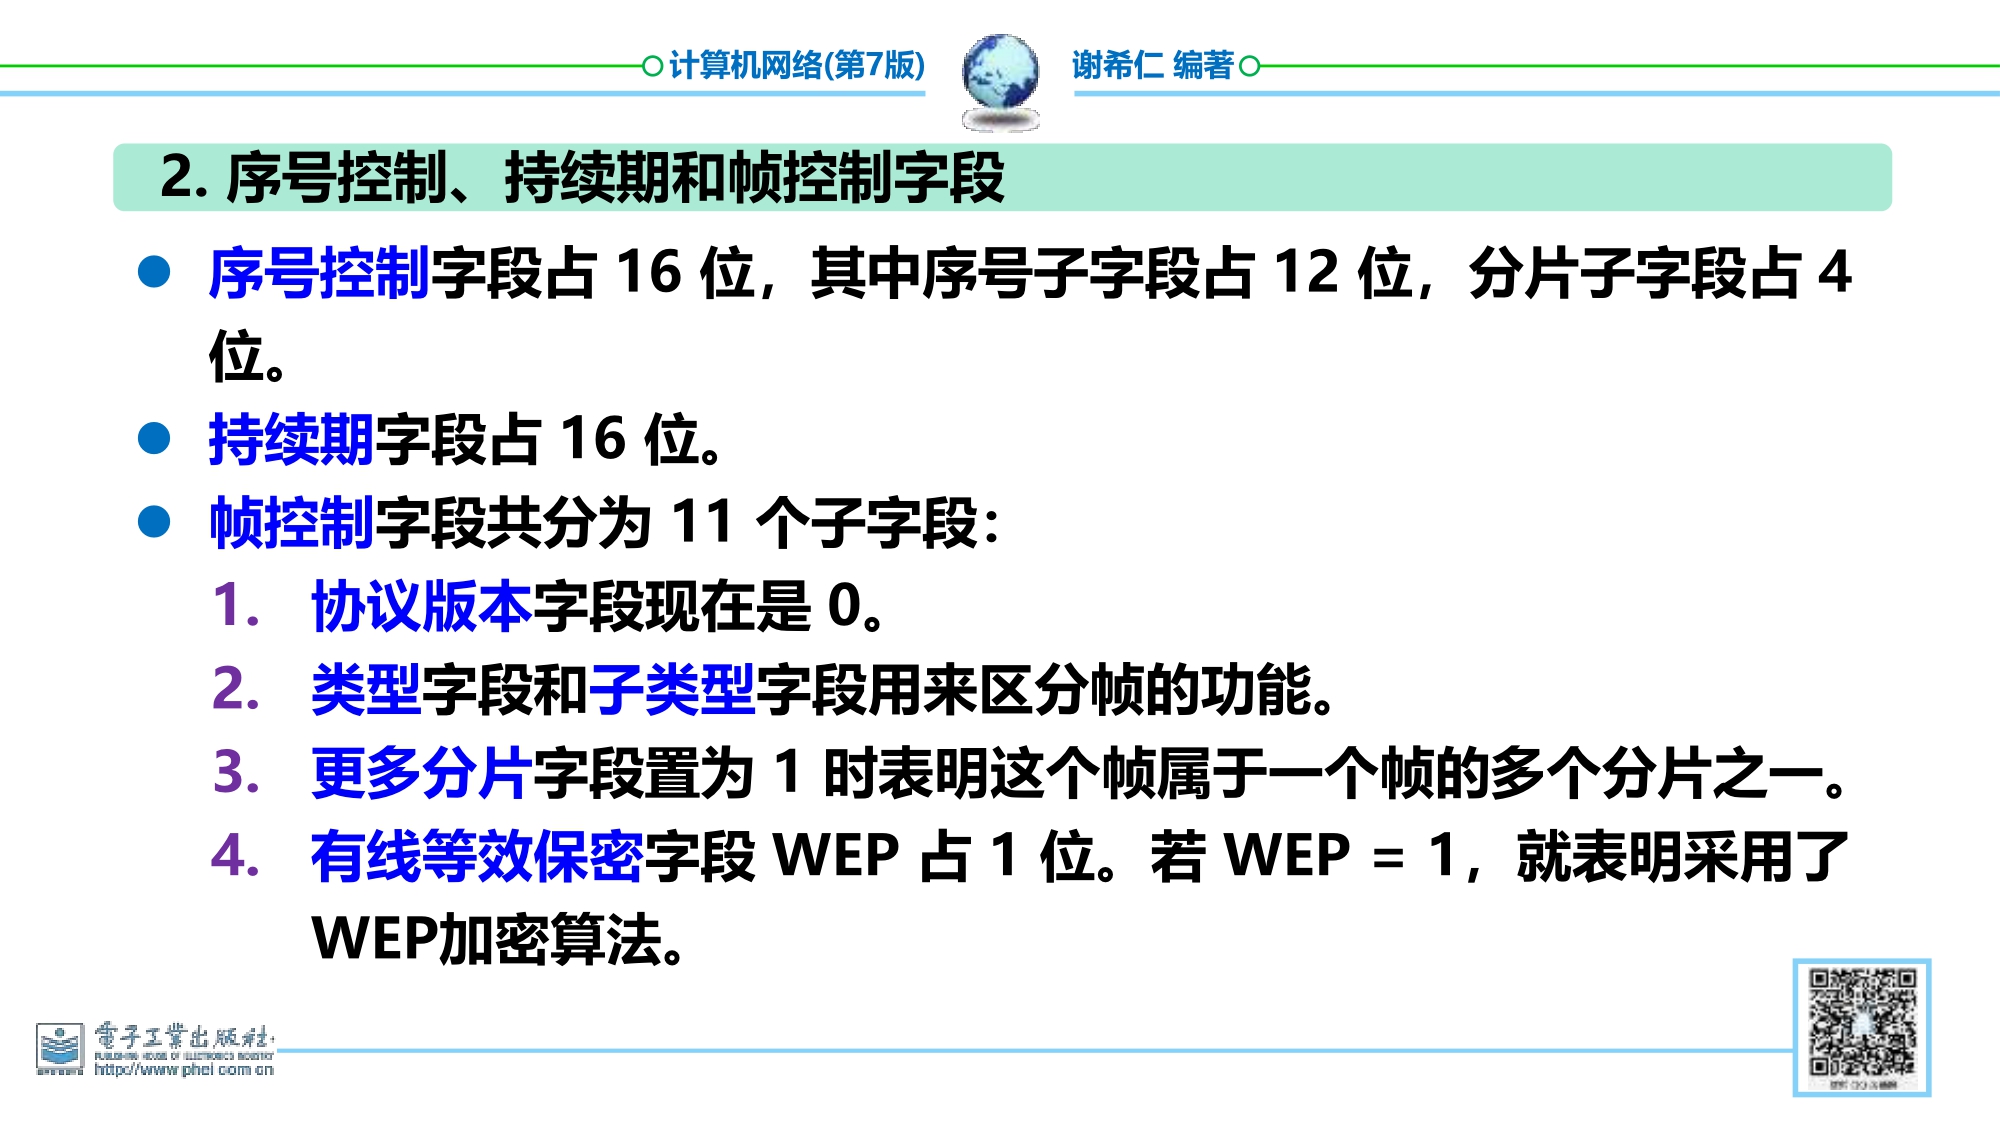 计算机网络(第7版)
谢希仁 编著
2. 序号控制、持续期和帧控制字段
● 序号控制字段占 16 位，其中序号子字段占 12 位，分片子字段占 4
位。
● 持续期字段占 16 位。
● 帧控制字段共分为 11 个子字段：
1. 协议版本字段现在是 0。
2. 类型字段和子类型字段用来区分帧的功能。
3. 更多分片字段置为 1 时表明这个帧属于一个帧的多个分片之一。
4. 有线等效保密字段 WEP 占 1 位。若 WEP = 1，就表明采用了
WEP加密算法。
電子工業出版社
PUBLISHING HOUSE OF ELECTRONICS INDUSTRY
http://www.phei.com.cn